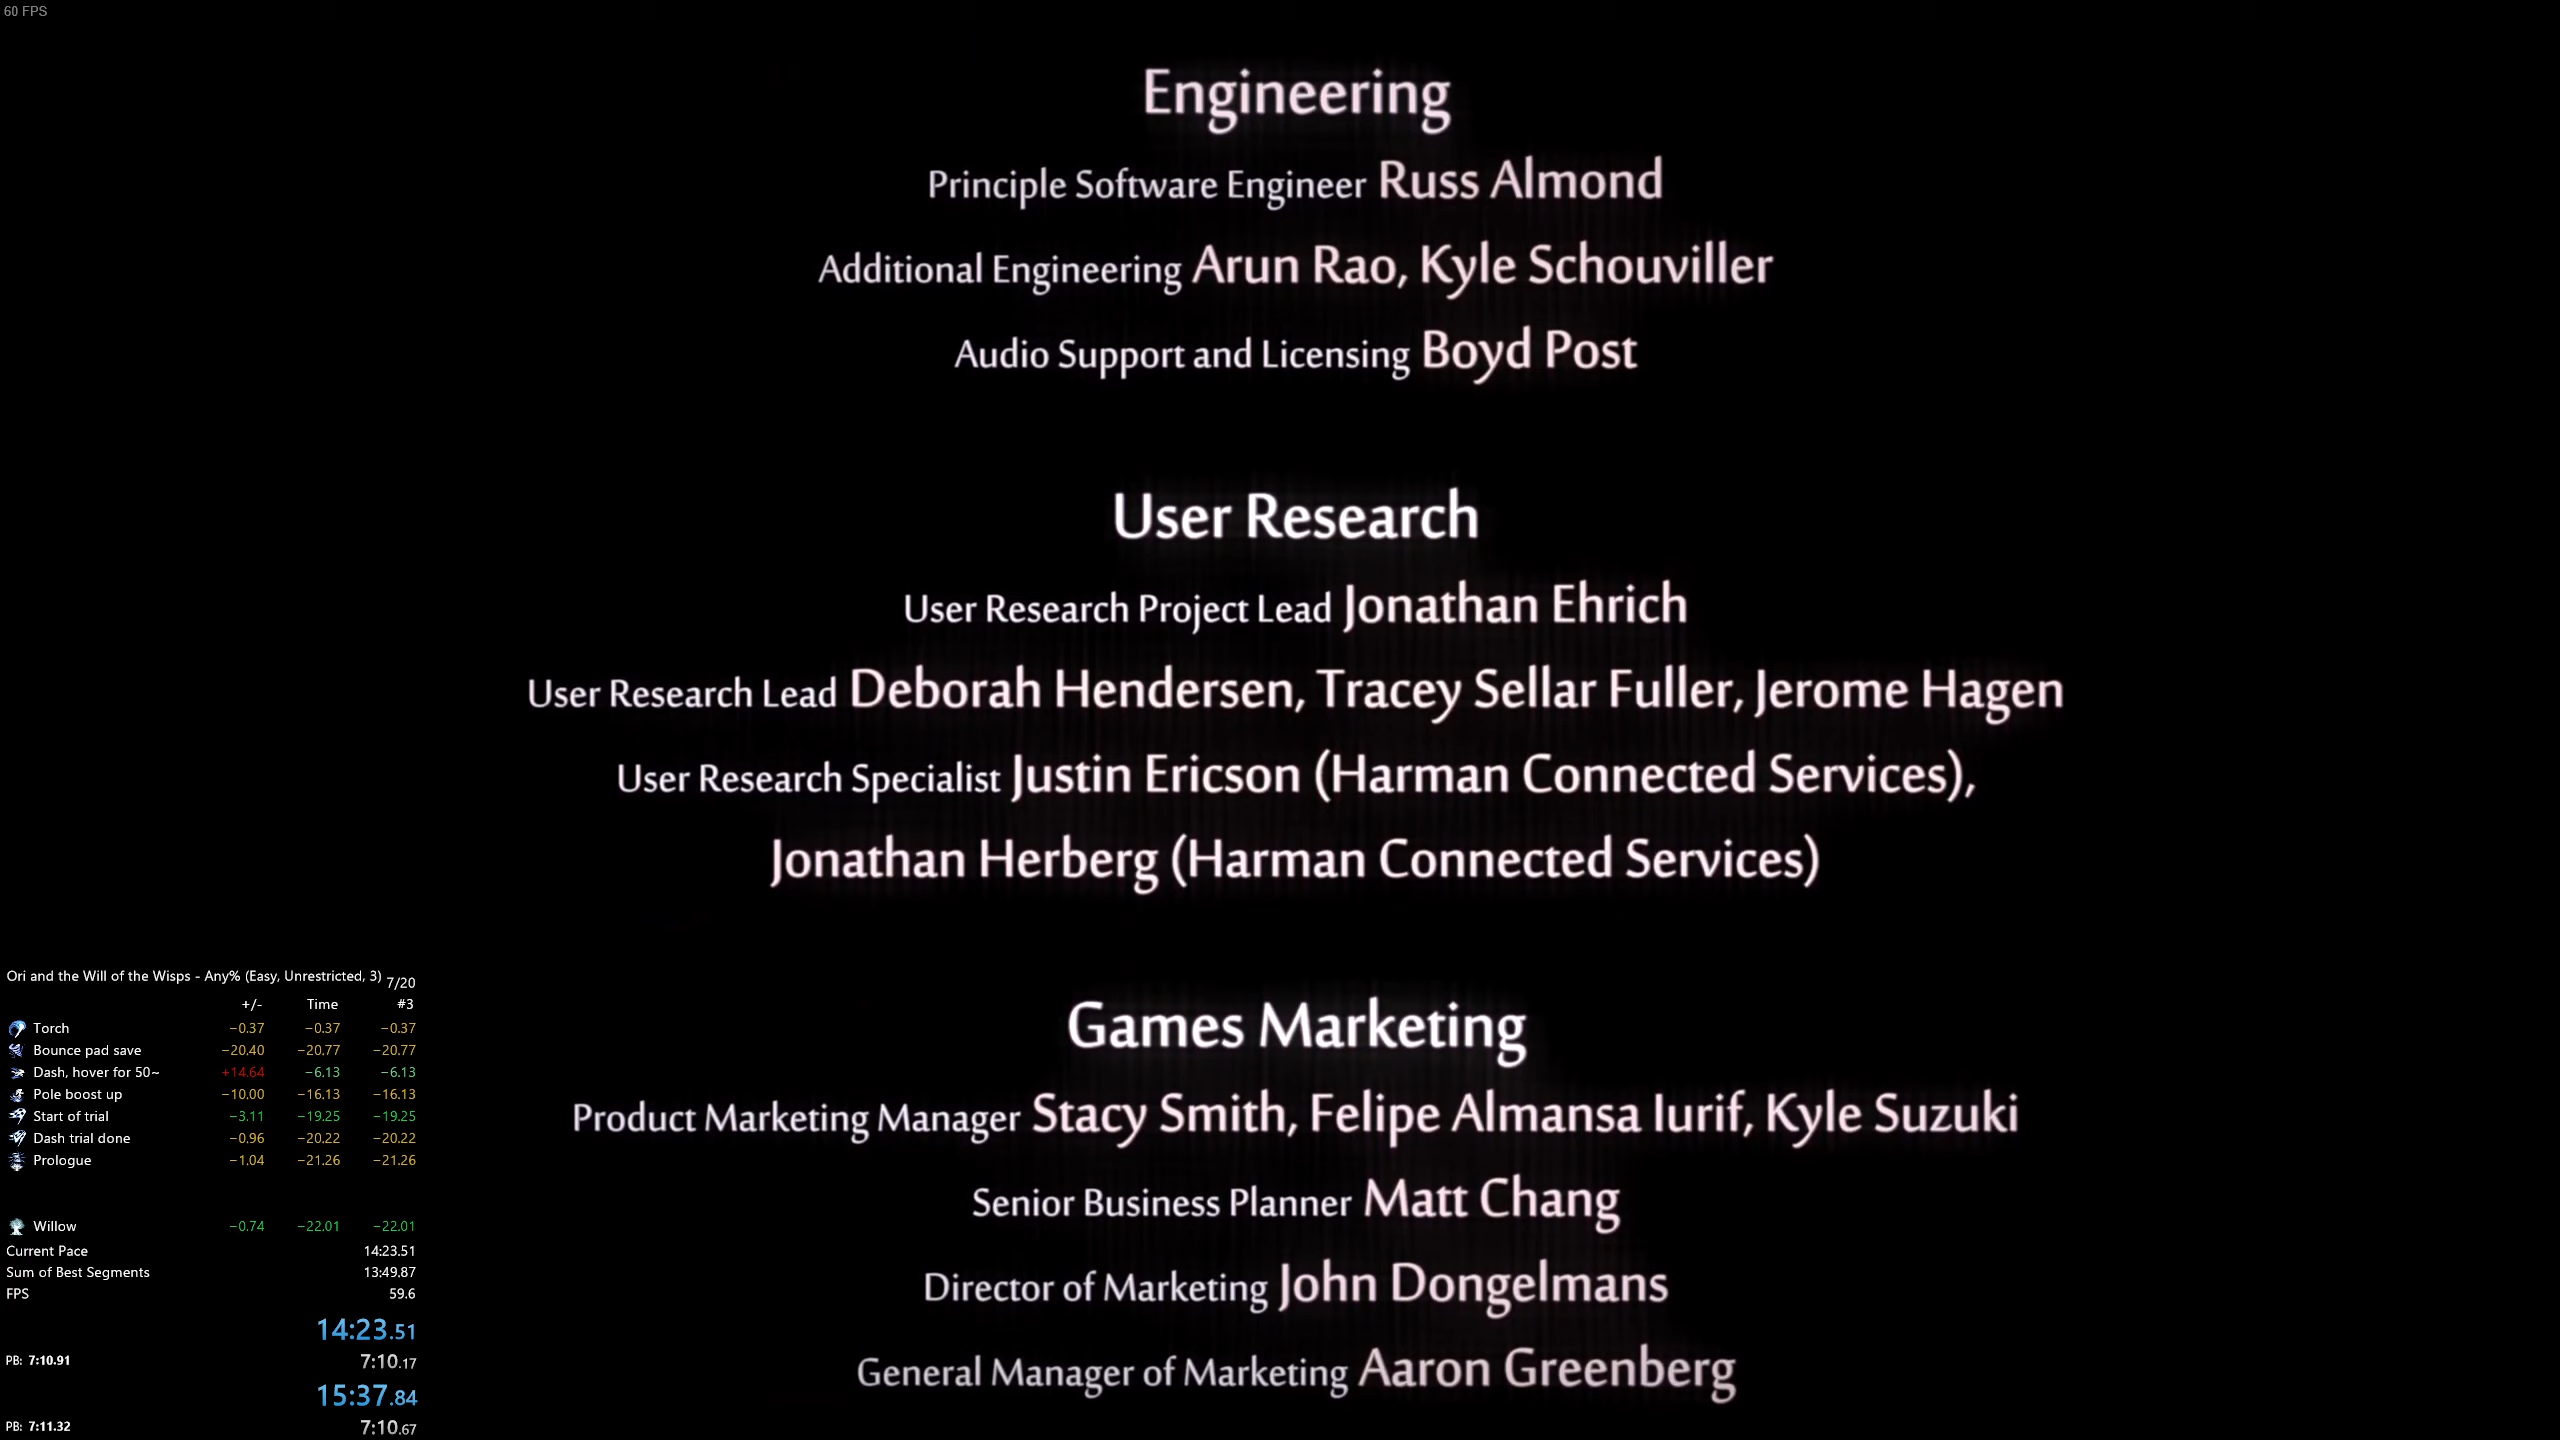 60 FPS
Engineering
Principle Software Engineer Russ Almond
Additional Engineering Arun Rao, Kyle Schouviller
Audio Support and Licensing Boyd Post
User Research
User Research Project Lead Jonathan Ehrich
User Research Lead Deborah Hendersen, Tracey Sellar Fuller, Jerome Hagen
User Research Specialist Justin Ericson (Harman Connected Services),
Jonathan Herberg (Harman Connected Services)
Games Marketing
Product Marketing Manager Stacy Smith, Felipe Almansa Iurif, Kyle Suzuki
Senior Business Planner Matt Chang
Director of Marketing John Dongelmans
General Manager of Marketing Aaron Greenberg
Ori and the Will of the Wisps - Any% (Easy, Unrestricted, 3) 7/20
+/- Time #3
Torch −0.37 −0.37 −0.37
Bounce pad save −20.40 −20.77 −20.77
Dash, hover for 50~ +14.64 −6.13 −6.13
Pole boost up −10.00 −16.13 −16.13
Start of trial −3.11 −19.25 −19.25
Dash trial done −0.96 −20.22 −20.22
Prologue −1.04 −21.26 −21.26
Willow −0.74 −22.01 −22.01
Current Pace 14:23.51
Sum of Best Segments 13:49.87
FPS 59.6
14:23.51
PB: 7:10.91 7:10.17
15:37.84
PB: 7:11.32 7:10.67